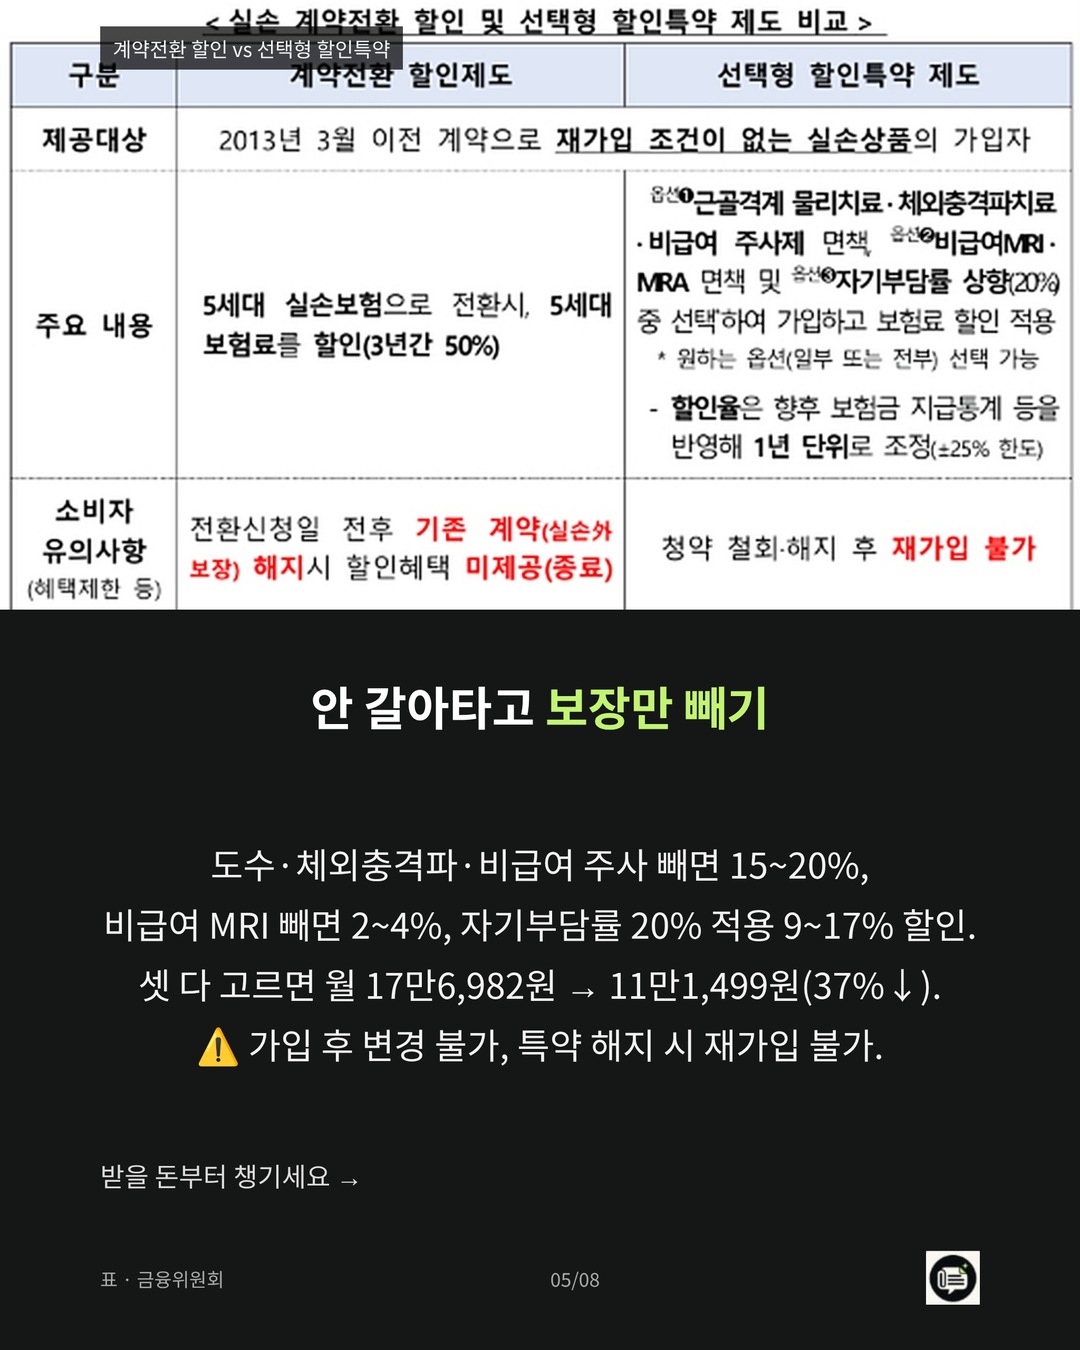 < 실손 계약전환 할인 및 선택형 할인특약 제도 비교 >
계약전환 할인 vs 선택형 할인특약
구분 계약전환 할인제도 선택형 할인특약 제도
제공대상 2013년 3월 이전 계약으로 재가입 조건이 없는 실손상품의 가입자
주요 내용
5세대 실손보험으로 전환시, 5세대
보험료를 할인(3년간 50%)
옵션❶근골격계 물리치료·체외충격파치료
·비급여 주사제 면책, 옵션❷비급여MRI·
MRA 면책 및 옵션❸자기부담률 상향(20%)
중 선택*하여 가입하고 보험료 할인 적용
* 원하는 옵션(일부 또는 전부) 선택 가능
- 할인율은 향후 보험금 지급통계 등을
반영해 1년 단위로 조정(±25% 한도)
소비자
유의사항
(혜택제한 등)
전환신청일 전후 기존 계약(실손外
보장) 해지시 할인혜택 미제공(종료)
청약 철회·해지 후 재가입 불가
안 갈아타고 보장만 빼기
도수·체외충격파·비급여 주사 빼면 15~20%,
비급여 MRI 빼면 2~4%, 자기부담률 20% 적용 9~17% 할인.
셋 다 고르면 월 17만6,982원 → 11만1,499원(37%↓).
⚠️ 가입 후 변경 불가, 특약 해지 시 재가입 불가.
받을 돈부터 챙기세요 →
표 · 금융위원회
05/08